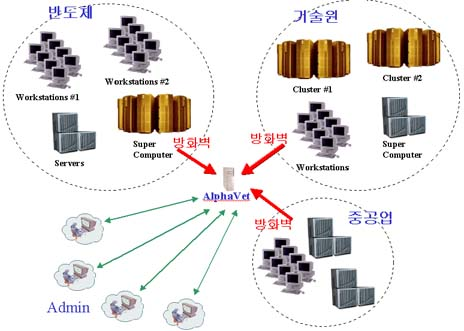 반도체
Workstations #1
Workstations #2
Servers
Super
Computer
방화벽
기술원
Cluster #1
Cluster #2
Workstations
Super
Computer
방화벽
AlphaVet
방화벽
중공업
Admin